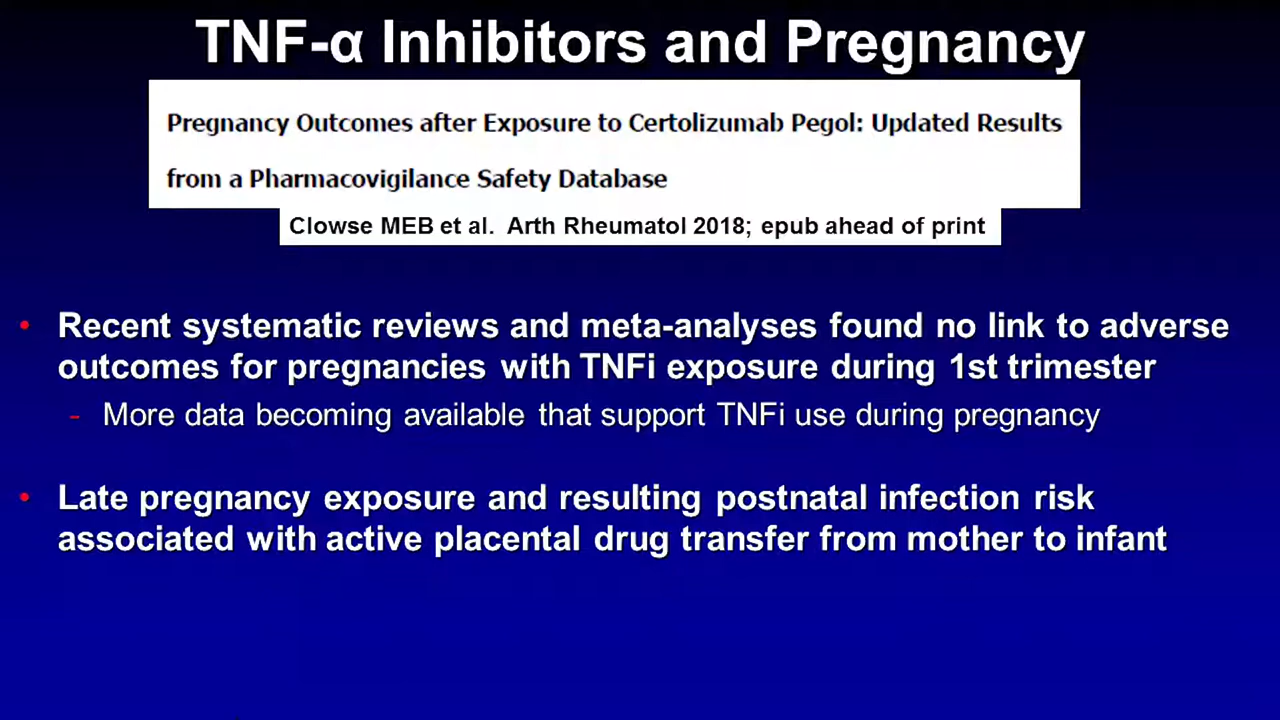 TNF-α Inhibitors and Pregnancy
Pregnancy Outcomes after Exposure to Certolizumab Pegol: Updated Results
from a Pharmacovigilance Safety Database
Clowse MEB et al. Arth Rheumatol 2018; epub ahead of print
• Recent systematic reviews and meta-analyses found no link to adverse
outcomes for pregnancies with TNFi exposure during 1st trimester
- More data becoming available that support TNFi use during pregnancy
• Late pregnancy exposure and resulting postnatal infection risk
associated with active placental drug transfer from mother to infant